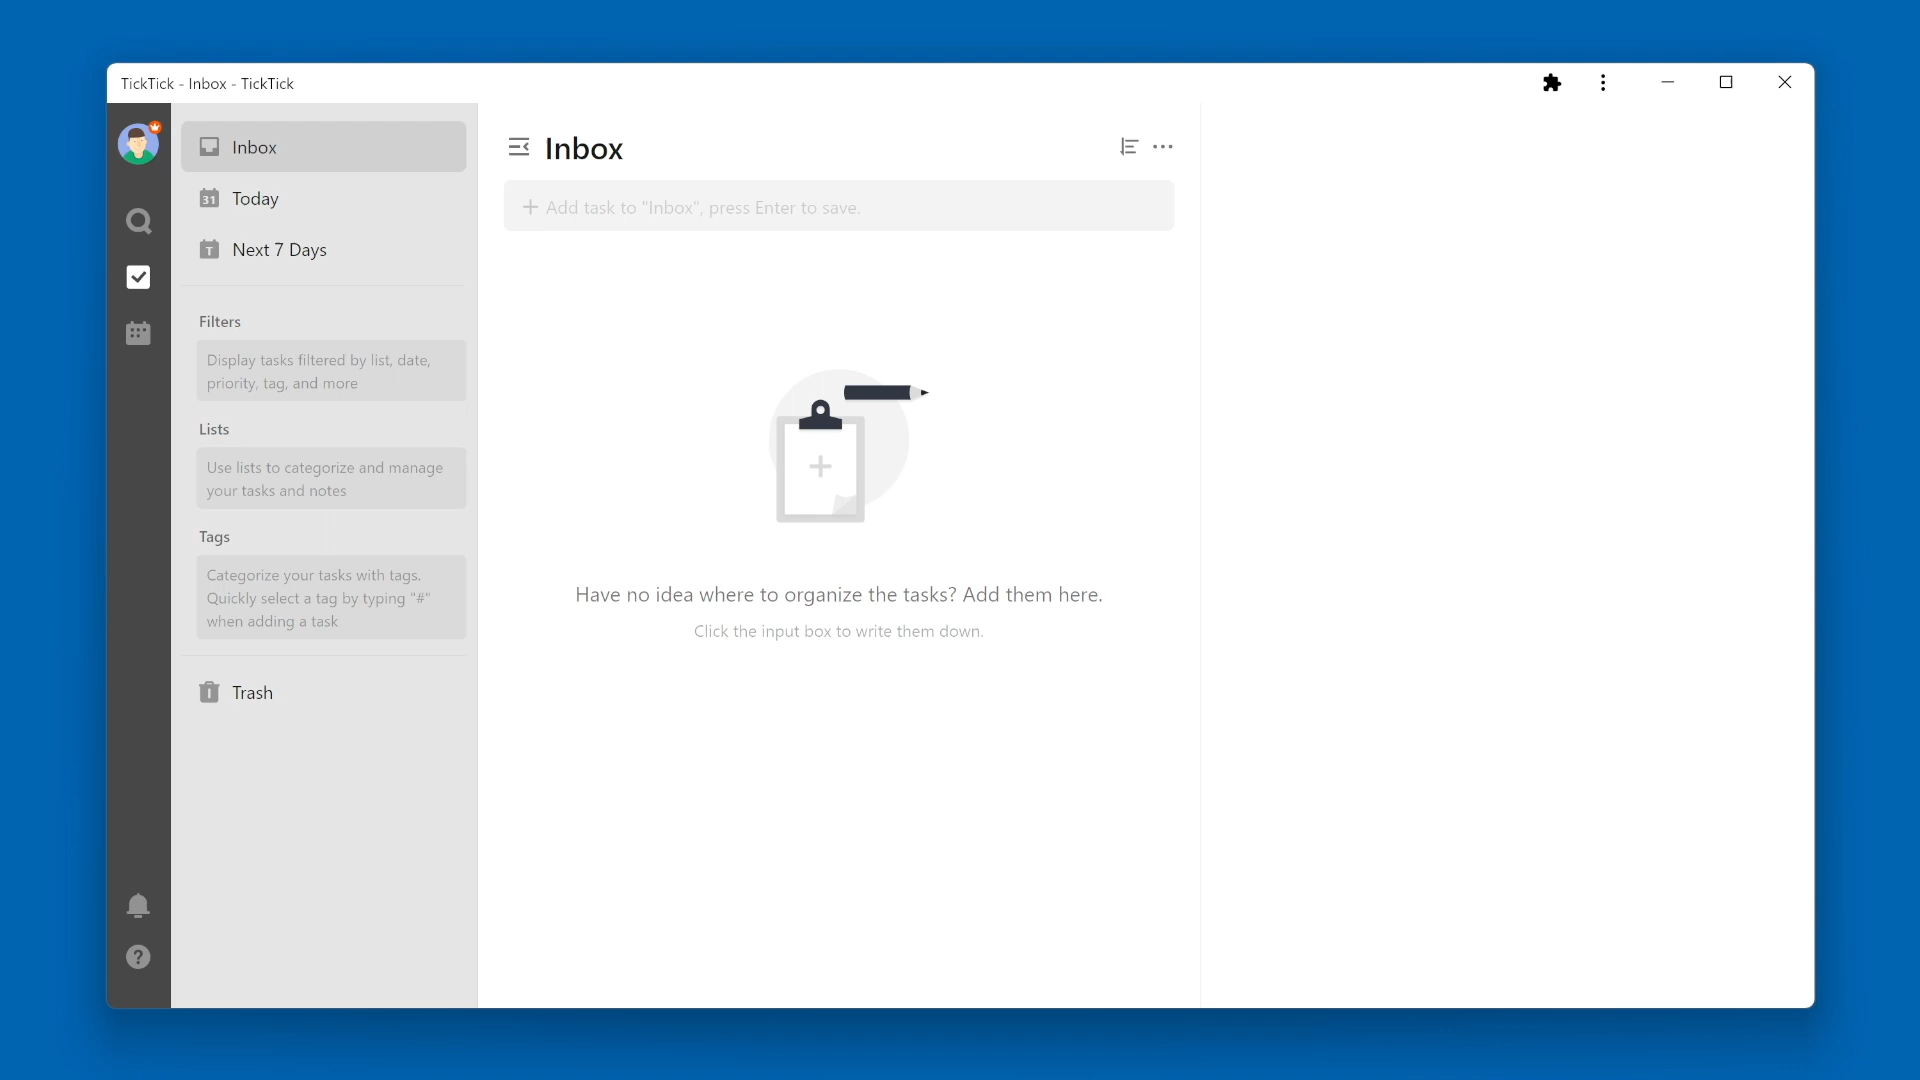 TickTick - Inbox - TickTick
Inbox
31 Today
T Next 7 Days
Filters
Display tasks filtered by list, date,
priority, tag, and more
Lists
Use lists to categorize and manage
your tasks and notes
Tags
Categorize your tasks with tags.
Quickly select a tag by typing "#"
when adding a task
Trash
?
Inbox
+ Add task to "Inbox", press Enter to save.
Have no idea where to organize the tasks? Add them here.
Click the input box to write them down.